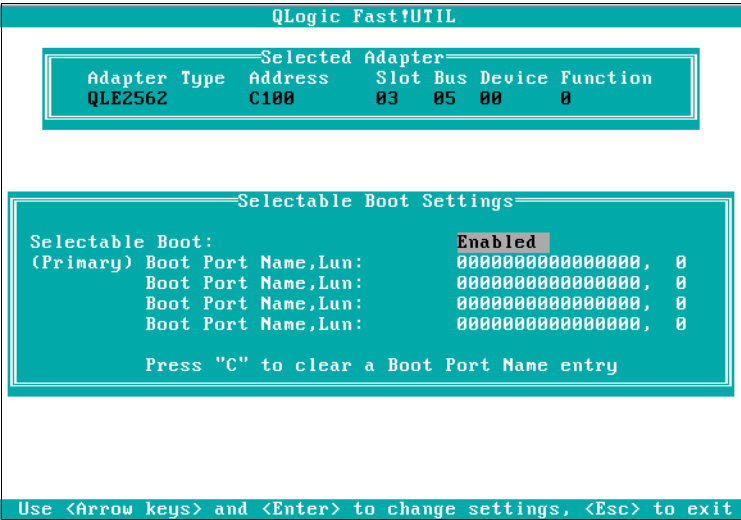 QLogic Fast!UTIL
Selected Adapter
Adapter Type Address Slot Bus Device Function
QLE2562 C100 03 05 00 0
Selectable Boot Settings
Selectable Boot: Enabled
(Primary) Boot Port Name,Lun: 0000000000000000, 0
Boot Port Name,Lun: 0000000000000000, 0
Boot Port Name,Lun: 0000000000000000, 0
Boot Port Name,Lun: 0000000000000000, 0
Press "C" to clear a Boot Port Name entry
Use <Arrow keys> and <Enter> to change settings, <Esc> to exit